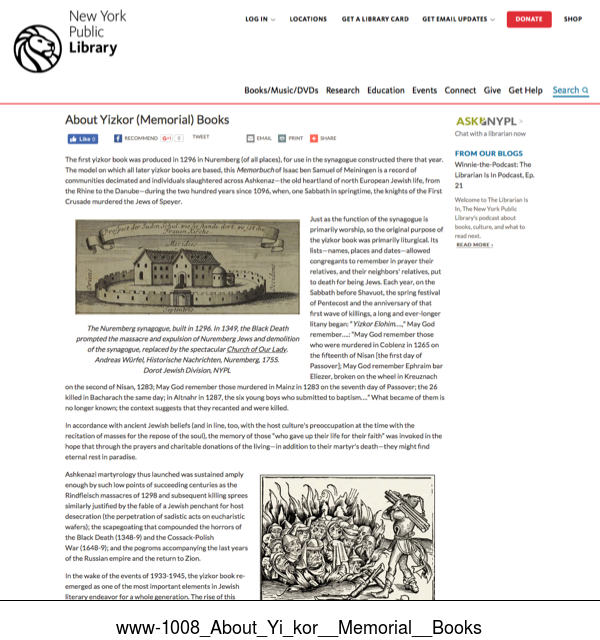 New York
Public
Library
LOG IN
LOCATIONS
GET A LIBRARY CARD
GET EMAIL UPDATES
DONATE
SHOP
Books/Music/DVDs Research Education Events Connect Give Get Help Search
About Yizkor (Memorial) Books
Like 0
RECOMMEND
G+1 0
TWEET
EMAIL
PRINT
SHARE
The first yizkor book was produced in 1296 in Nuremberg (of all places), for use in the synagogue constructed there that year.
The model on which all later yizkor books are based, this Memorbuch of Isaac ben Samuel of Meiningen is a record of
communities decimated and individuals slaughtered across Ashkenaz—the old heartland of north European Jewish life, from
the Rhine to the Danube—during the two hundred years since 1096, when, one Sabbath in springtime, the knights of the First
Crusade murdered the Jews of Speyer.
Just as the function of the synagogue is
primarily worship, so the original purpose of
the yizkor book was primarily liturgical. Its
lists—names, places and dates—allowed
congregants to remember in prayer their
relatives, and their neighbors' relatives, put
to death for being Jews. Each year, on the
Sabbath before Shavuot, the spring festival
of Pentecost and the anniversary of that
first wave of killings, a long and ever-longer
litany began: "Yizkor Elohim....," May God
remember....: "May God remember those
who were murdered in Coblenz in 1265 on
the fifteenth of Nisan [the first day of
Passover]; May God remember Ephraim bar
Eliezer, broken on the wheel in Kreuznach
on the second of Nisan, 1283; May God remember those murdered in Mainz in 1283 on the seventh day of Passover; the 26
killed in Bacharach the same day; in Altnahr in 1287, the six young boys who submitted to baptism...." What became of them is
no longer known; the context suggests that they recanted and were killed.
The Nuremberg synagogue, built in 1296. In 1349, the Black Death
prompted the massacre and expulsion of Nuremberg Jews and demolition
of the synagogue, replaced by the spectacular Church of Our Lady.
Andreas Würfel, Historische Nachrichten, Nuremberg, 1755.
Dorot Jewish Division, NYPL
In accordance with ancient Jewish beliefs (and in line, too, with the host culture's preoccupation at the time with the
recitation of masses for the repose of the soul), the memory of those "who gave up their life for their faith" was invoked in the
hope that through the prayers and charitable donations of the living—in addition to their martyr's death—they might find
eternal rest in paradise.
Ashkenazi martyrology thus launched was sustained amply
enough by such low points of succeeding centuries as the
Rindfleisch massacres of 1298 and subsequent killing sprees
similarly justified by the fable of a Jewish penchant for host
desecration (the perpetration of sadistic acts on eucharistic
wafers); the scapegoating that compounded the horrors of
the Black Death (1348-9) and the Cossack-Polish
War (1648-9); and the pogroms accompanying the last years
of the Russian empire and the return to Zion.
In the wake of the events of 1933-1945, the yizkor book re-
emerged as one of the most important elements in Jewish
literary endeavor for a whole generation. The rise of this
ASK NYPL
Chat with a librarian now
FROM OUR BLOGS
Winnie-the-Podcast: The
Librarian Is In Podcast, Ep.
21
Welcome to The Librarian Is
In, The New York Public
Library's podcast about
books, culture, and what to
read next.
READ MORE ›
www-1008_About_Yi_kor__Memorial__Books